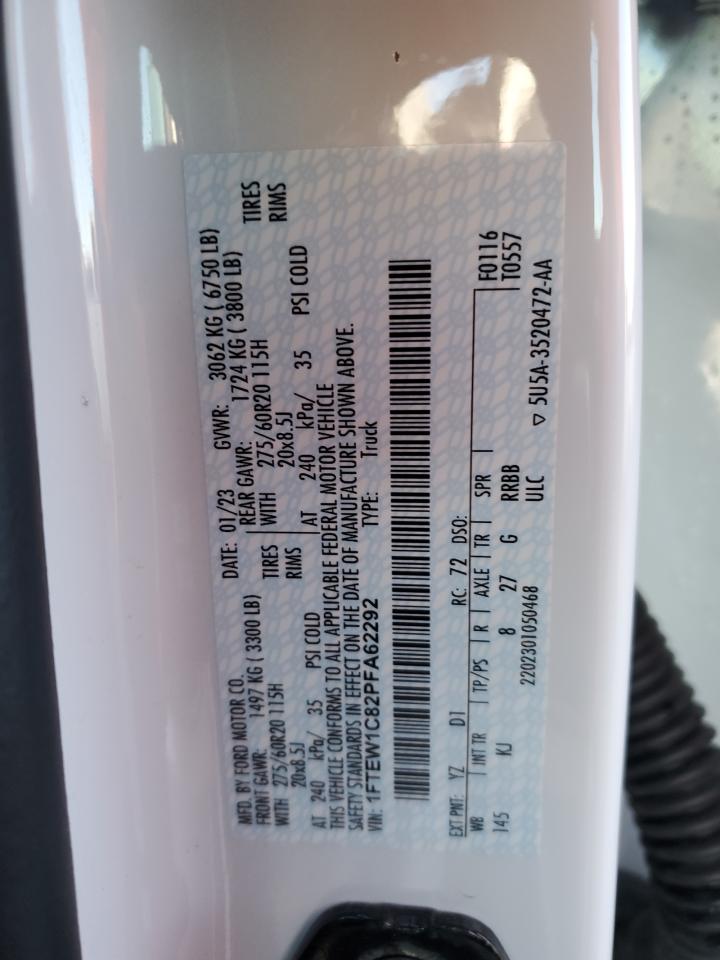 MFD. BY FORD MOTOR CO. DATE: 01/23 GVWR: 3062 KG ( 6750 LB)
FRONT GAWR: 1497 KG ( 3300 LB) REAR GAWR: 1724 KG ( 3800 LB)
WITH 275/60R20 115H TIRES WITH 275/60R20 115H TIRES
20x8.5J RIMS 20x8.5J RIMS
AT 240 kPa/ 35 PSI COLD AT 240 kPa/ 35 PSI COLD
THIS VEHICLE CONFORMS TO ALL APPLICABLE FEDERAL MOTOR VEHICLE
SAFETY STANDARDS IN EFFECT ON THE DATE OF MANUFACTURE SHOWN ABOVE.
VIN: 1FTEW1C82PFA62292 TYPE: Truck
EXT PNT: YZ D1 RC: 72 DSO: F0116
WB INT TR TP/PS R AXLE TR SPR T0557
145 KJ 8 27 G RRBB
2202301050468 ULC ▽ 5U5A-3520472-AA